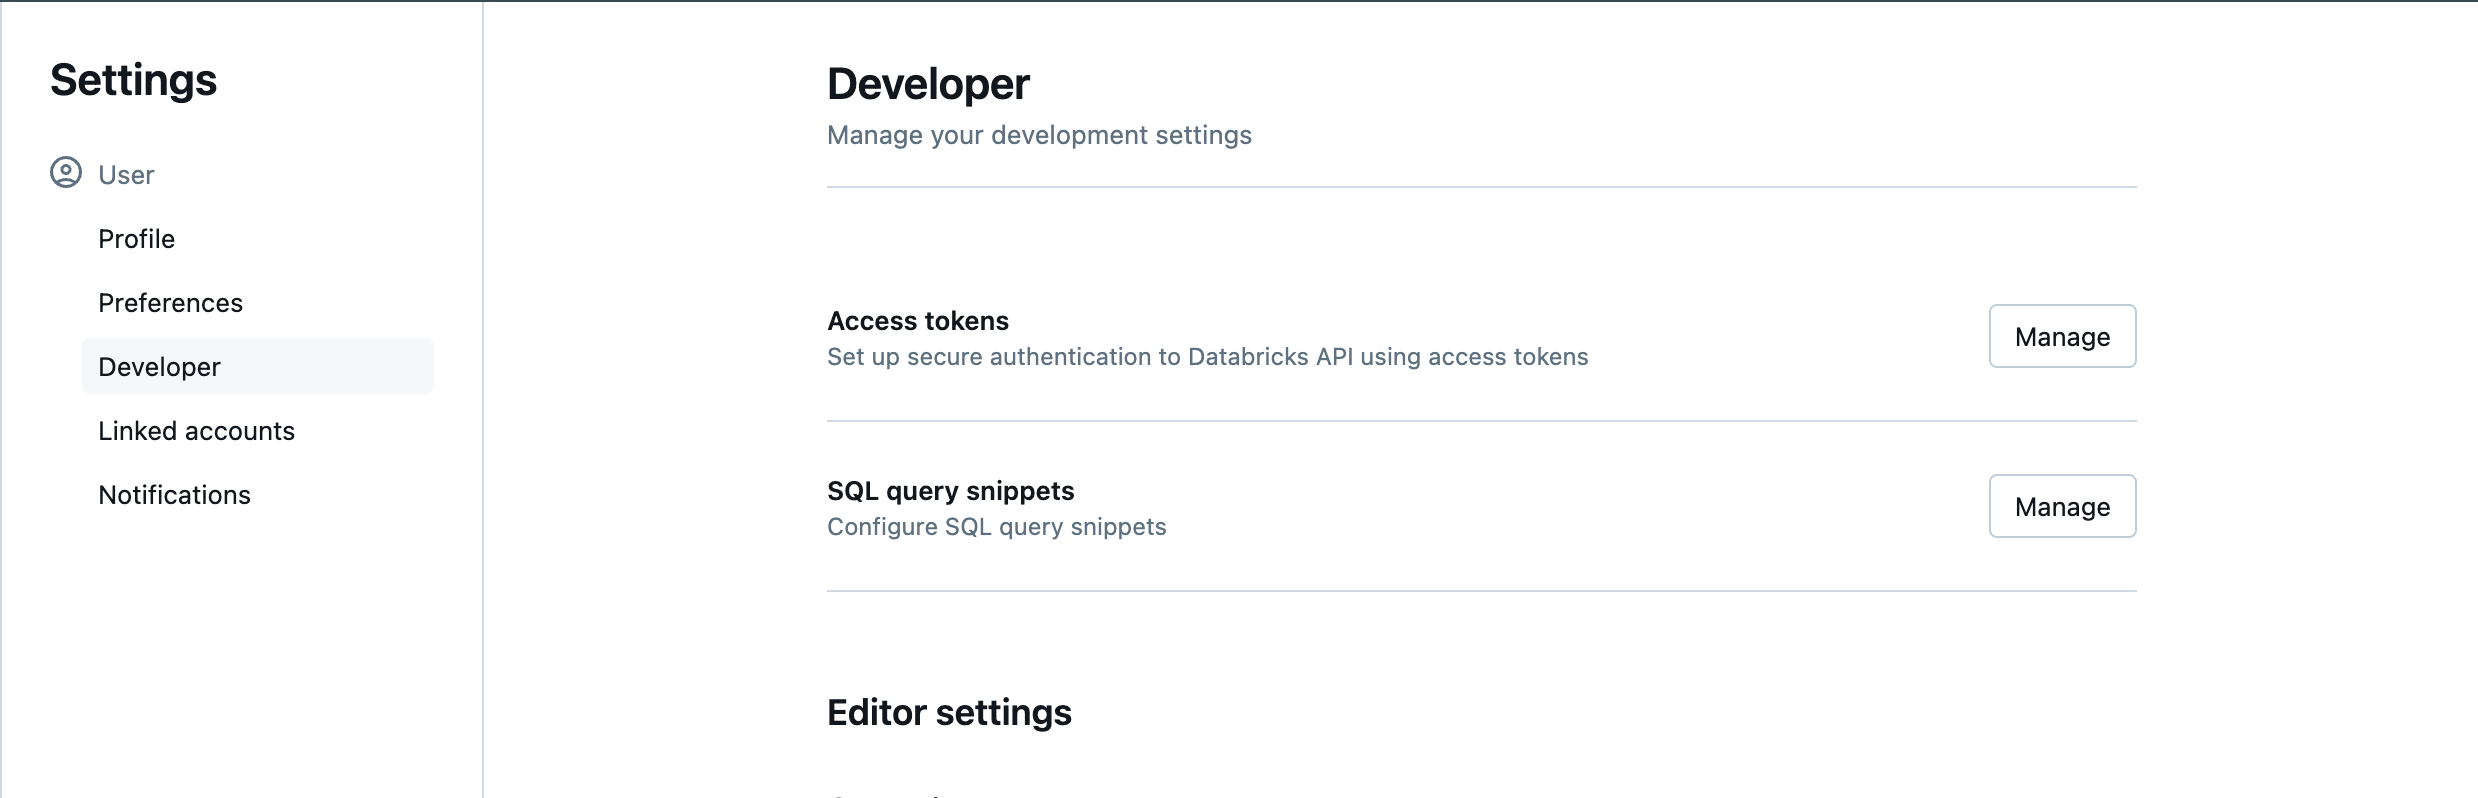 Settings
User
Profile
Preferences
Developer
Linked accounts
Notifications
Developer
Manage your development settings
Access tokens
Set up secure authentication to Databricks API using access tokens
Manage
SQL query snippets
Configure SQL query snippets
Manage
Editor settings